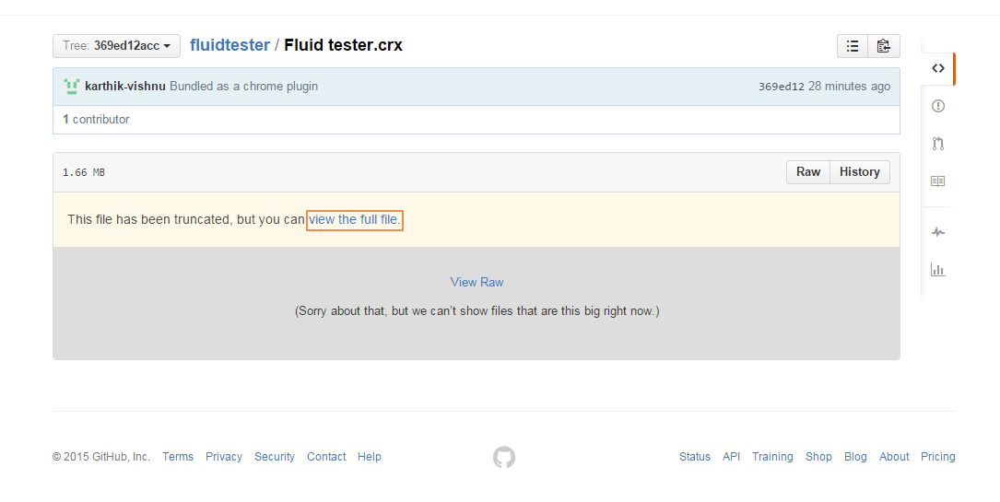 Tree: 369ed12acc fluidtester / Fluid tester.crx
karthik-vishnu Bundled as a chrome plugin 369ed12 28 minutes ago
1 contributor
1.66 MB Raw History
This file has been truncated, but you can view the full file.
View Raw
(Sorry about that, but we can’t show files that are this big right now.)
© 2015 GitHub, Inc. Terms Privacy Security Contact Help Status API Training Shop Blog About Pricing